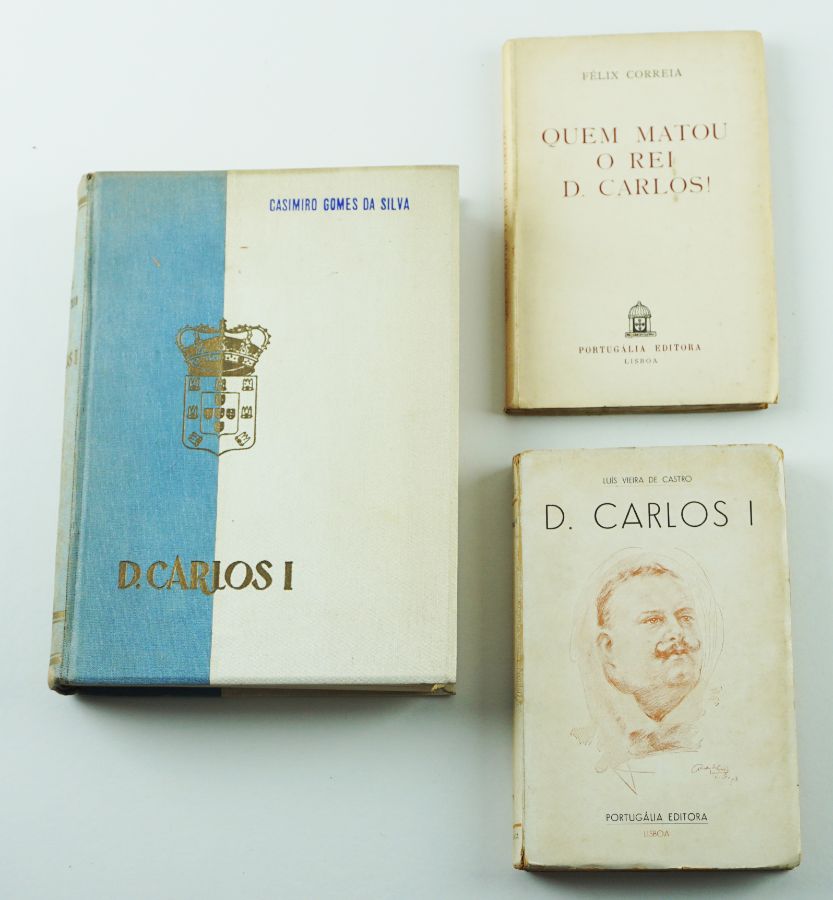 CASIMIRO GOMES DA SILVA
D. CARLOS I
FÉLIX CORREIA
QUEM MATOU
O REI
D. CARLOS!
PORTUGÁLIA EDITORA
LISBOA
LUÍS VIEIRA DE CASTRO
D. CARLOS I
PORTUGÁLIA EDITORA
LISBOA